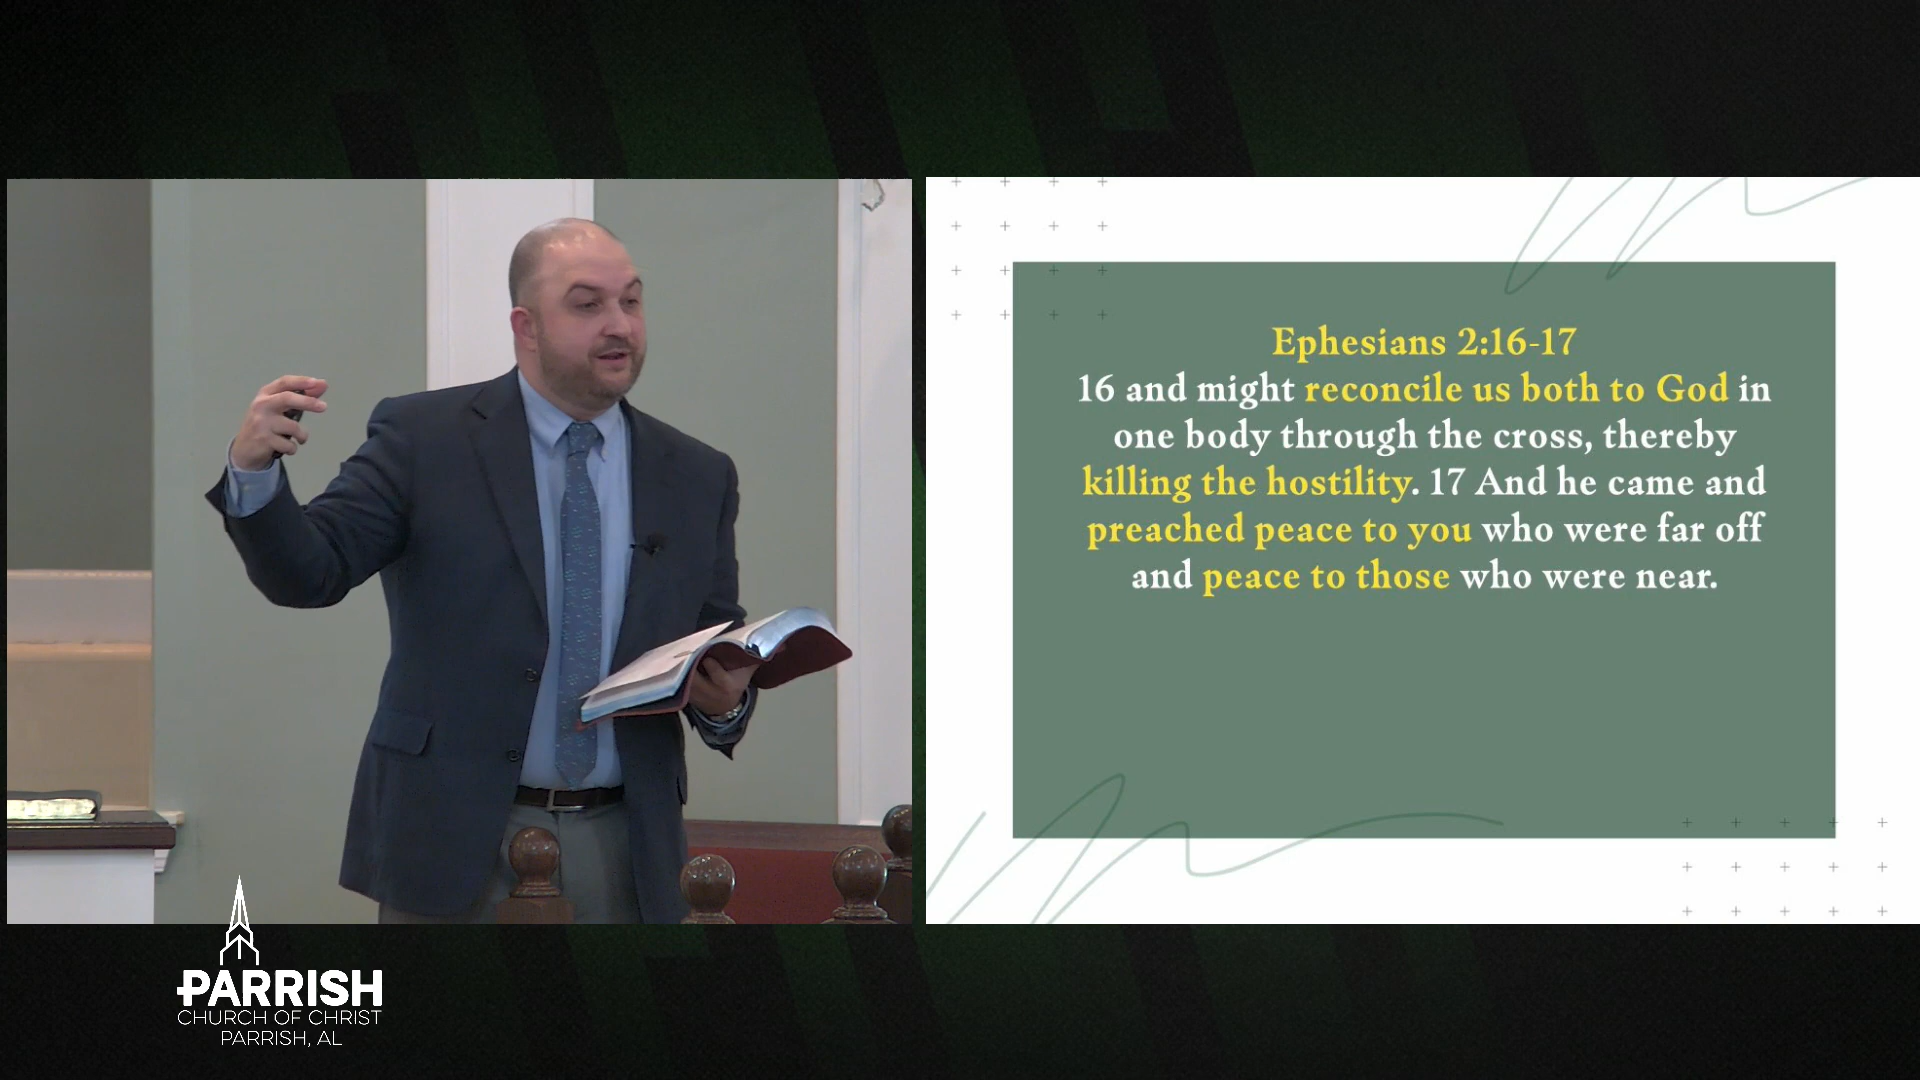 Ephesians 2:16-17
16 and might reconcile us both to God in
one body through the cross, thereby
killing the hostility. 17 And he came and
preached peace to you who were far off
and peace to those who were near.
PARRISH
CHURCH OF CHRIST
PARRISH, AL